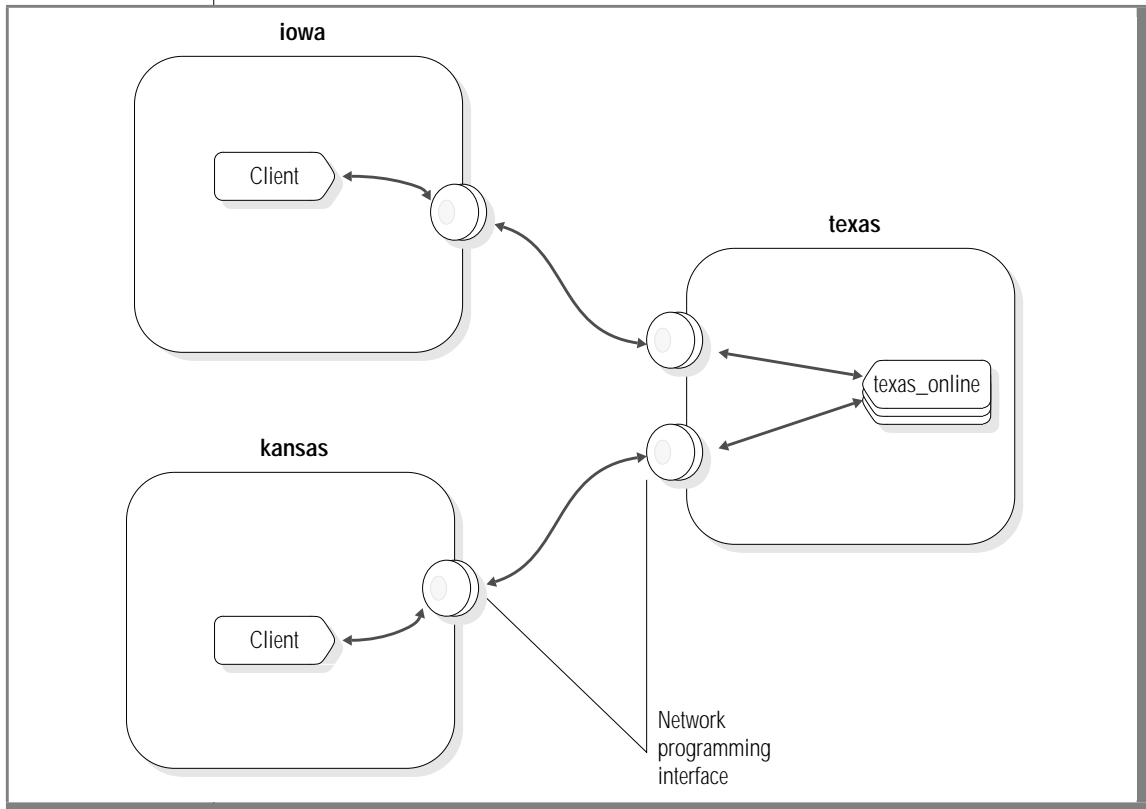 iowa
Client
texas
texas_online
kansas
Client
Network
programming
interface